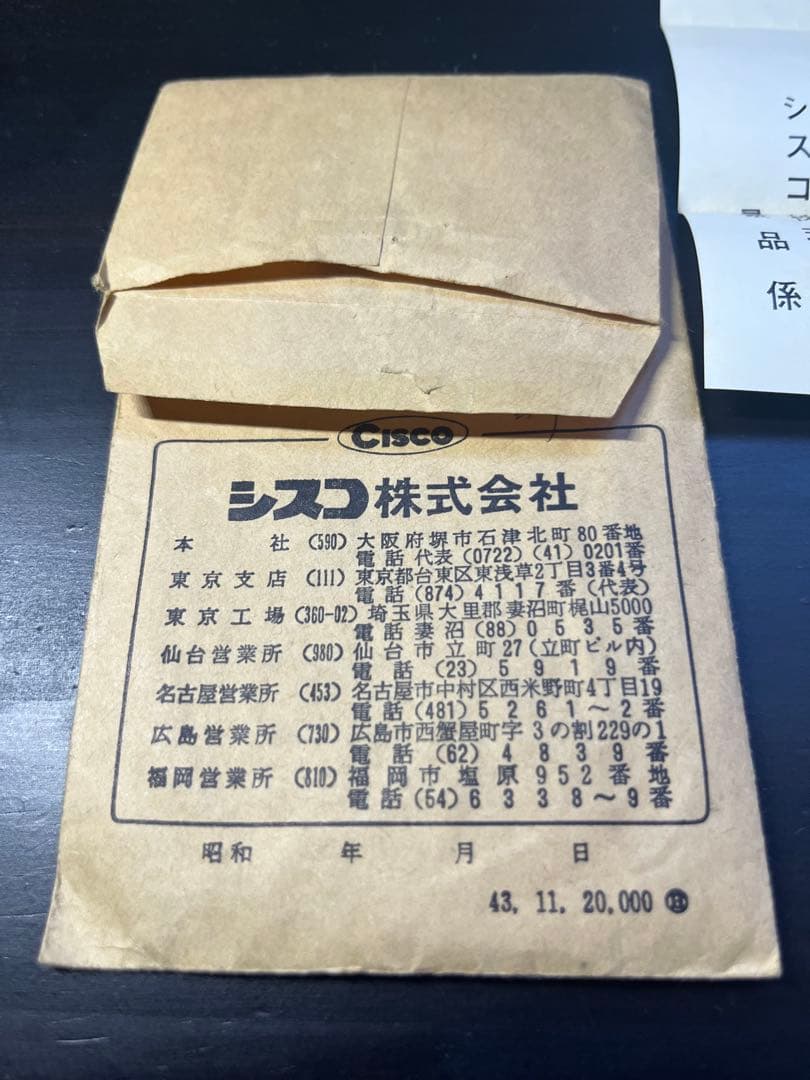 シスコ
品
係
CISCO
シスコ株式会社
本社 (590) 大阪府堺市石津北町80番地
電話 代表 (0722) (41) 0201番
東京支店 (111) 東京都台東区東浅草2丁目3番4号
電話 (874) 4117番 (代表)
東京工場 (360-02) 埼玉県大里郡妻沼町梶山5000
電話 妻沼 (88) 0535番
仙台営業所 (980) 仙台市立町27 (立町ビル内)
電話 (23) 5919番
名古屋営業所 (453) 名古屋市中村区西米野町4丁目19
電話 (481) 5261〜2番
広島営業所 (730) 広島市西蟹屋町字3の割229の1
電話 (62) 4839番
福岡営業所 (810) 福岡市塩原952番地
電話 (54) 6338〜9番
昭和 年 月 日
43. 11. 20,000